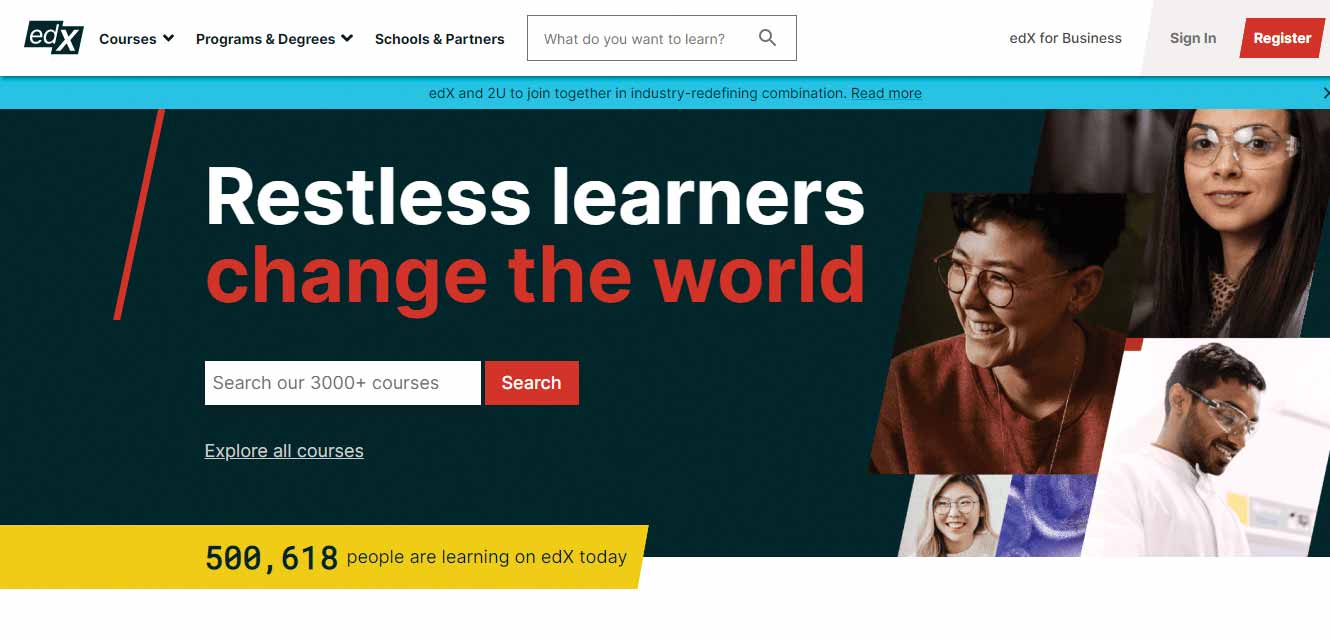 edX
Courses
Programs & Degrees
Schools & Partners
What do you want to learn?
edX for Business
Sign In
Register
edX and 2U to join together in industry-redefining combination. Read more
Restless learners
change the world
Search our 3000+ courses
Search
Explore all courses
500,618 people are learning on edX today